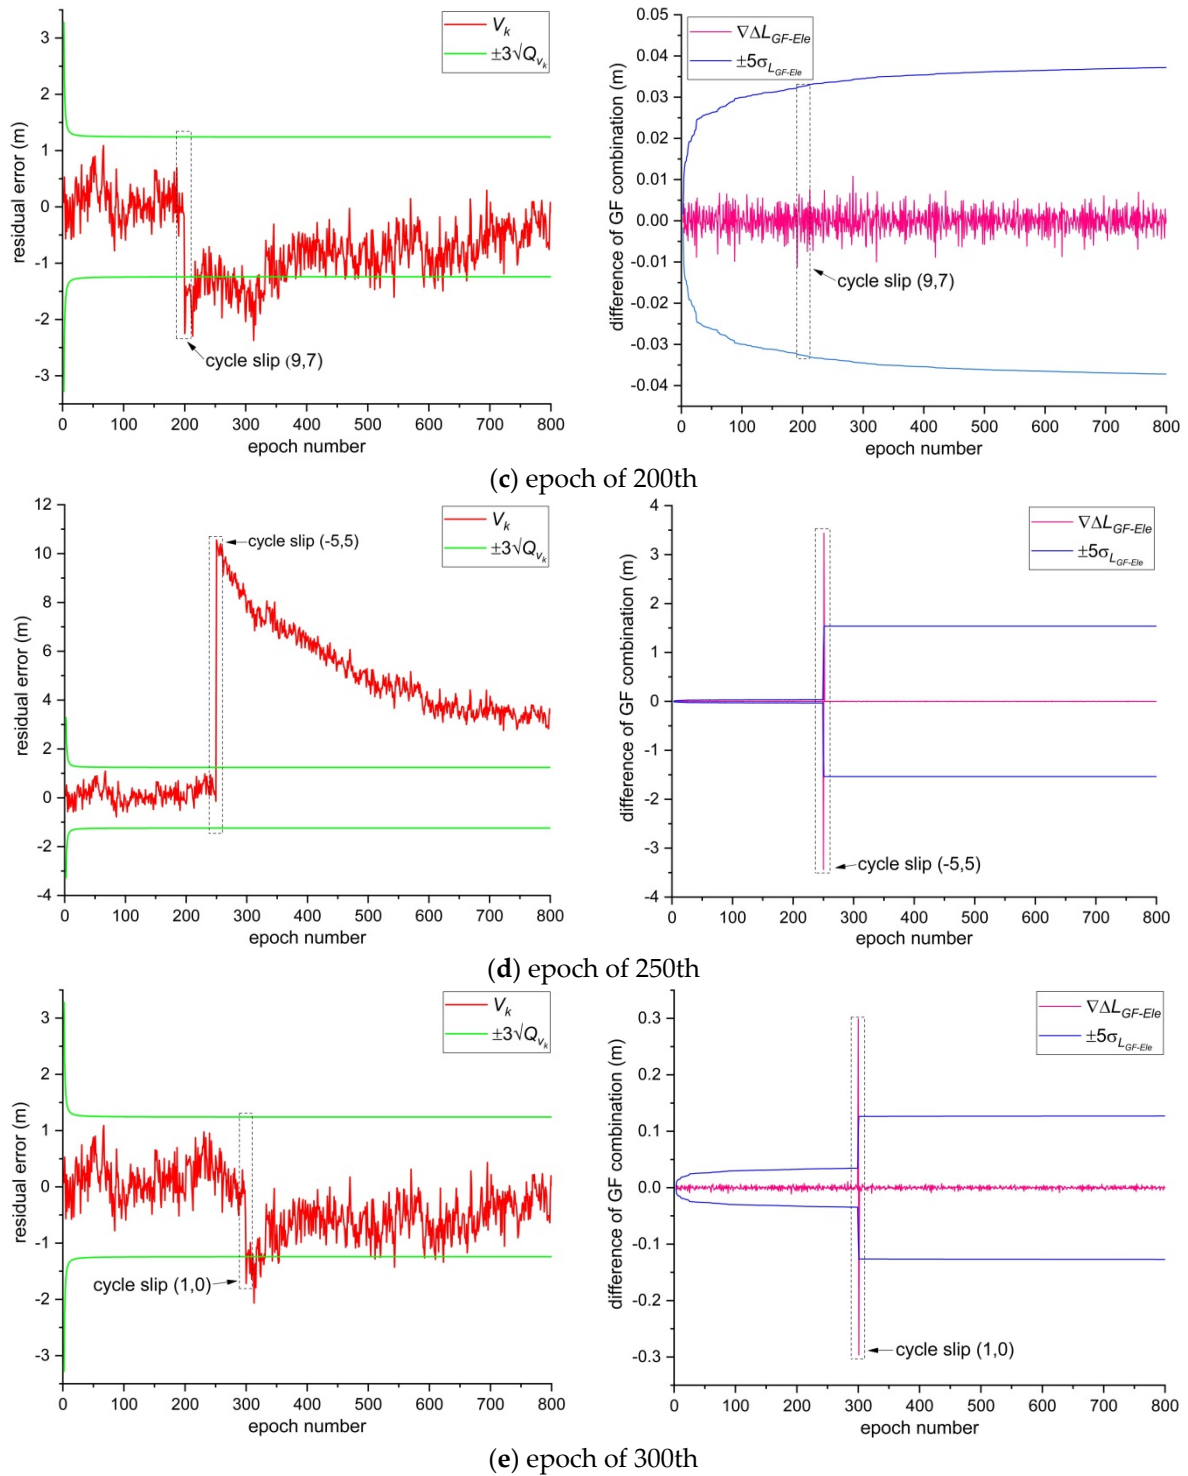 3
2
1
0
-1
-2
-3
residual error (m)
V_k
±3√Q_{v_k}
cycle slip (9,7)
0 100 200 300 400 500 600 700 800
epoch number
0.05
0.04
0.03
0.02
0.01
0.00
-0.01
-0.02
-0.03
-0.04
difference of GF combination (m)
∇ΔL_{GF-Ele}
±5σ_{L_{GF-Ele}}
cycle slip (9,7)
0 100 200 300 400 500 600 700 800
epoch number
(c) epoch of 200th
12
10
8
6
4
2
0
-2
-4
residual error (m)
V_k
±3√Q_{v_k}
cycle slip (-5,5)
0 100 200 300 400 500 600 700 800
epoch number
4
3
2
1
0
-1
-2
-3
-4
difference of GF combination (m)
∇ΔL_{GF-Ele}
±5σ_{L_{GF-Ele}}
cycle slip (-5,5)
0 100 200 300 400 500 600 700 800
epoch number
(d) epoch of 250th
3
2
1
0
-1
-2
-3
residual error (m)
V_k
±3√Q_{v_k}
cycle slip (1,0)
0 100 200 300 400 500 600 700 800
epoch number
0.3
0.2
0.1
0.0
-0.1
-0.2
-0.3
difference of GF combination (m)
∇ΔL_{GF-Ele}
±5σ_{L_{GF-Ele}}
cycle slip (1,0)
0 100 200 300 400 500 600 700 800
epoch number
(e) epoch of 300th